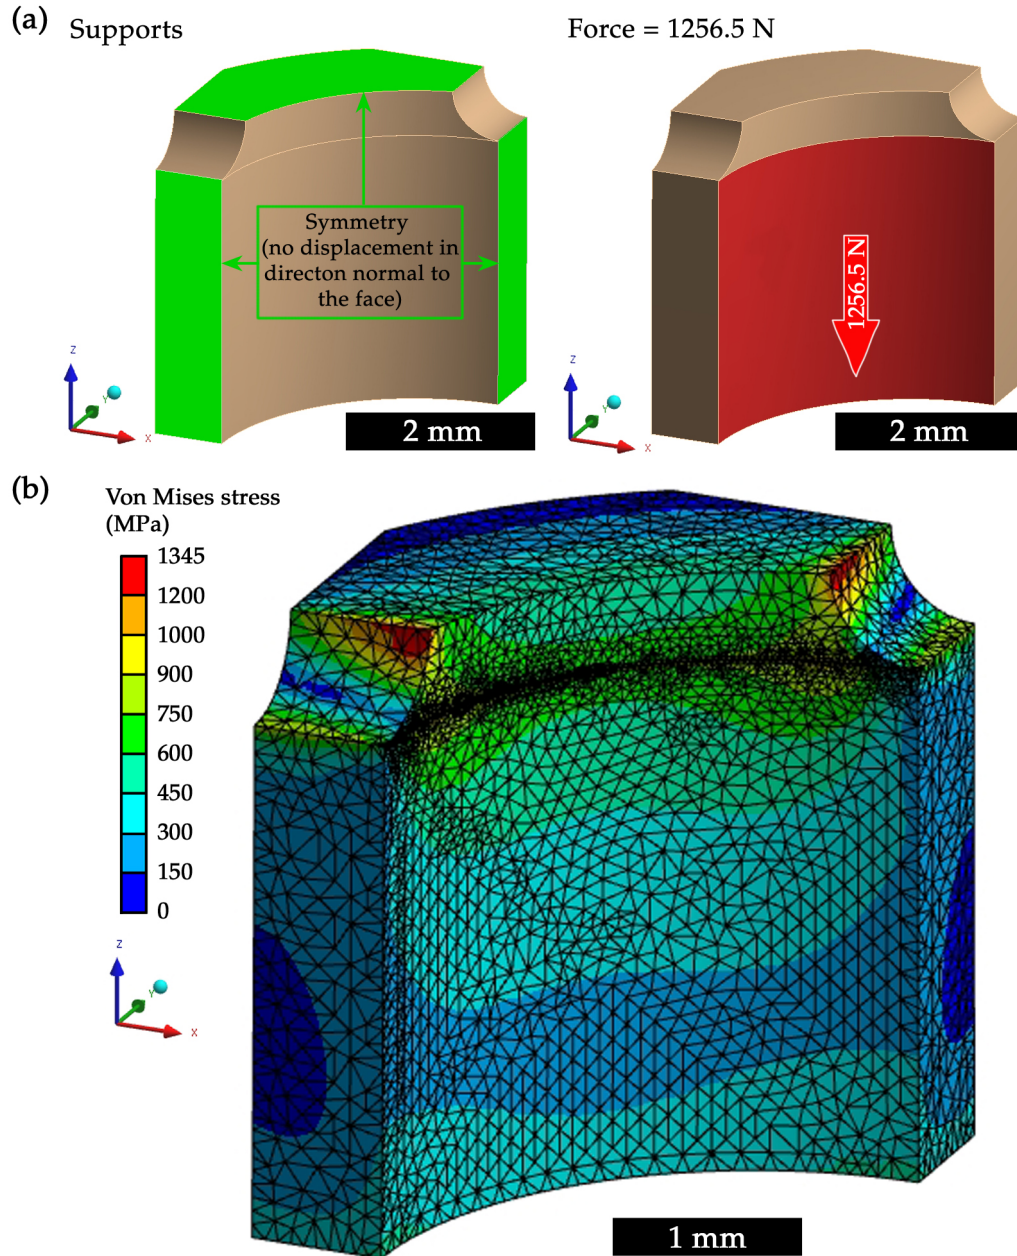 (a)
Supports
Force = 1256.5 N
Symmetry
(no displacement in
directon normal to
the face)
1256.5 N
Z
Y
X
2 mm
Z
Y
X
2 mm
(b)
Von Mises stress
(MPa)
1345
1200
1000
900
750
600
450
300
150
0
Z
Y
X
1 mm